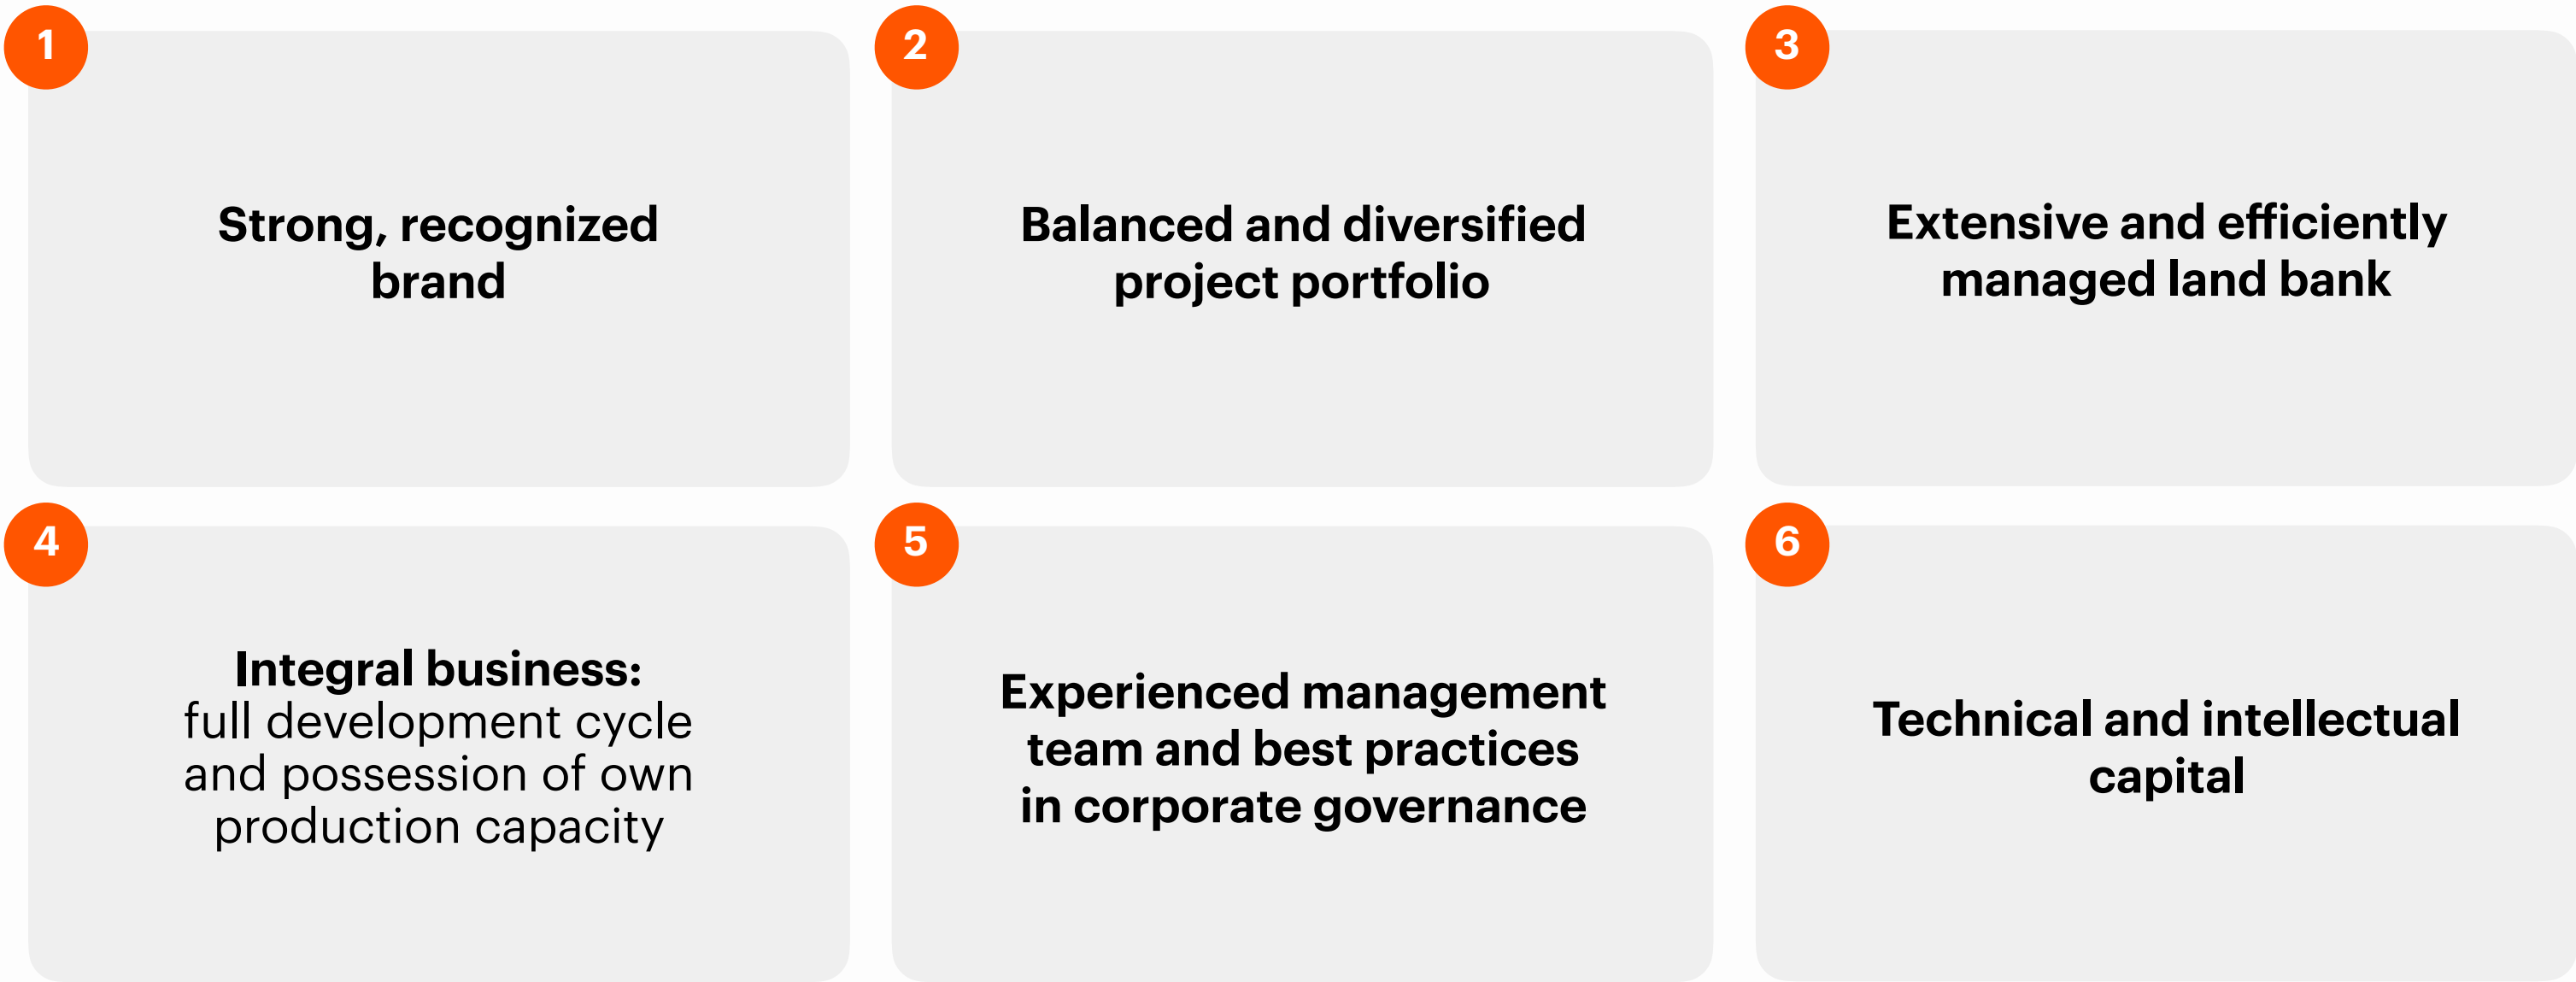 1
Strong, recognized
brand
2
Balanced and diversified
project portfolio
3
Extensive and efficiently
managed land bank
4
Integral business:
full development cycle
and possession of own
production capacity
5
Experienced management
team and best practices
in corporate governance
6
Technical and intellectual
capital